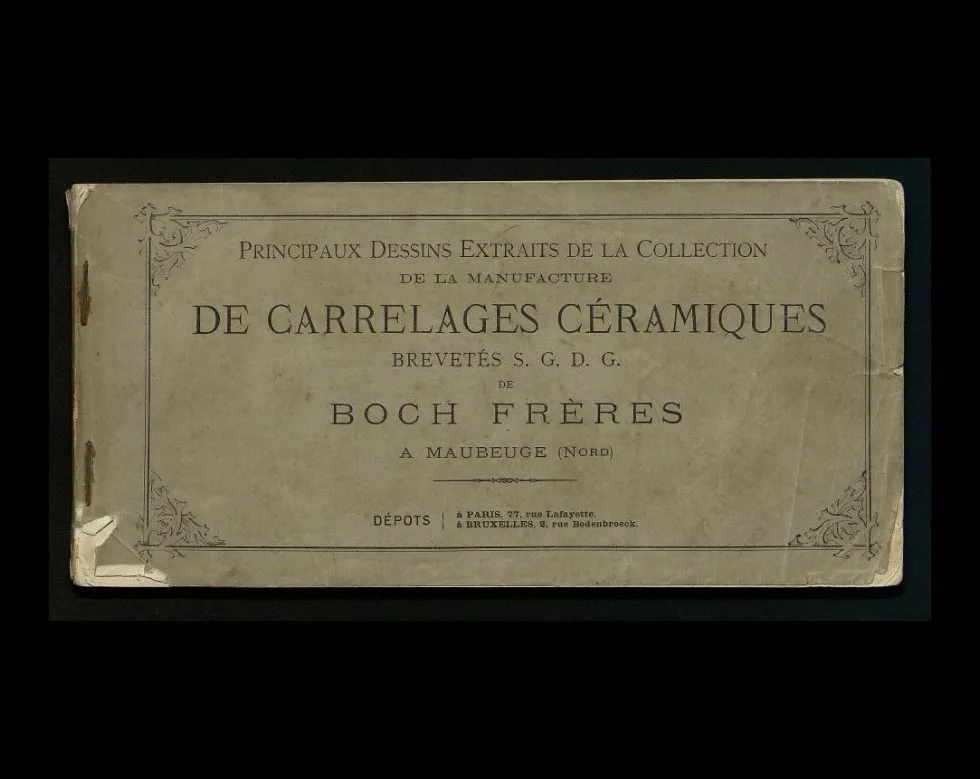 PRINCIPAUX DESSINS EXTRAITS DE LA COLLECTION
DE LA MANUFACTURE
DE CARRELAGES CÉRAMIQUES
BREVETÉS S. G. D. G.
DE
BOCH FRÈRES
A MAUBEUGE (NORD)
DÉPOTS
à PARIS, 77, rue Lafayette.
à BRUXELLES, 2, rue Bodenbroeck.